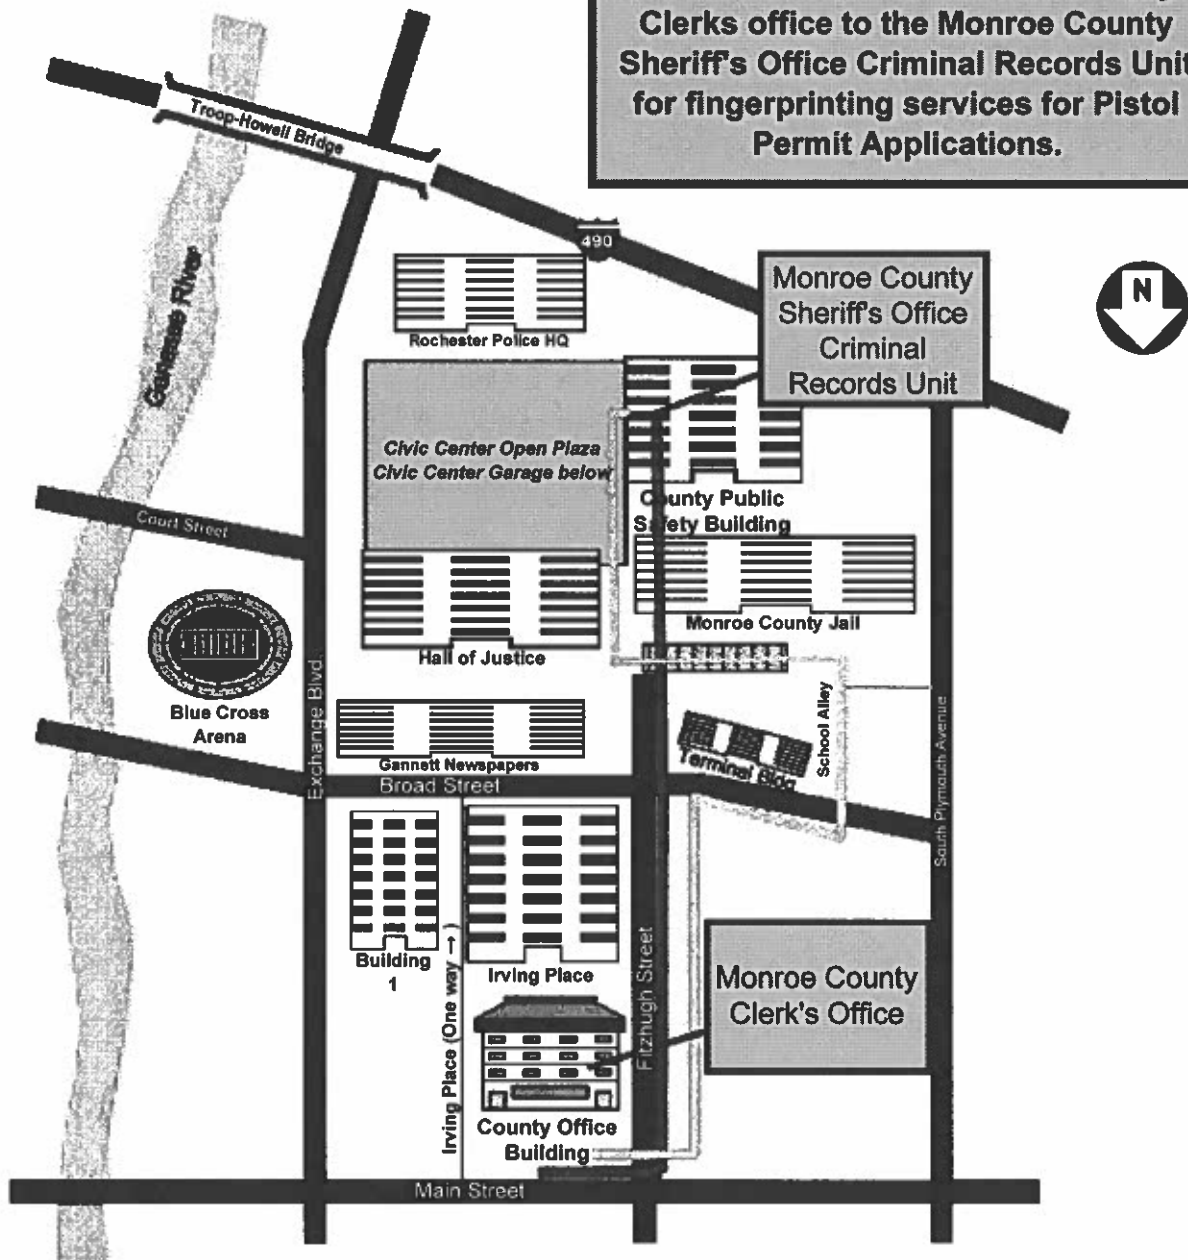 Clerks office to the Monroe County
Sheriff's Office Criminal Records Unit
for fingerprinting services for Pistol
Permit Applications.
Troop-Howell Bridge
490
Genesee River
Rochester Police HQ
Monroe County
Sheriff's Office
Criminal
Records Unit
N
Civic Center Open Plaza
Civic Center Garage below
County Public
Safety Building
Court Street
Monroe County Jail
Hall of Justice
Blue Cross
Arena
Exchange Blvd.
Gannett Newspapers
Terminal Bldg
School Alley
South Plymouth Avenue
Broad Street
Building
1
Irving Place
Irving Place (One way → )
Fitzhugh Street
Monroe County
Clerk's Office
County Office
Building
Main Street